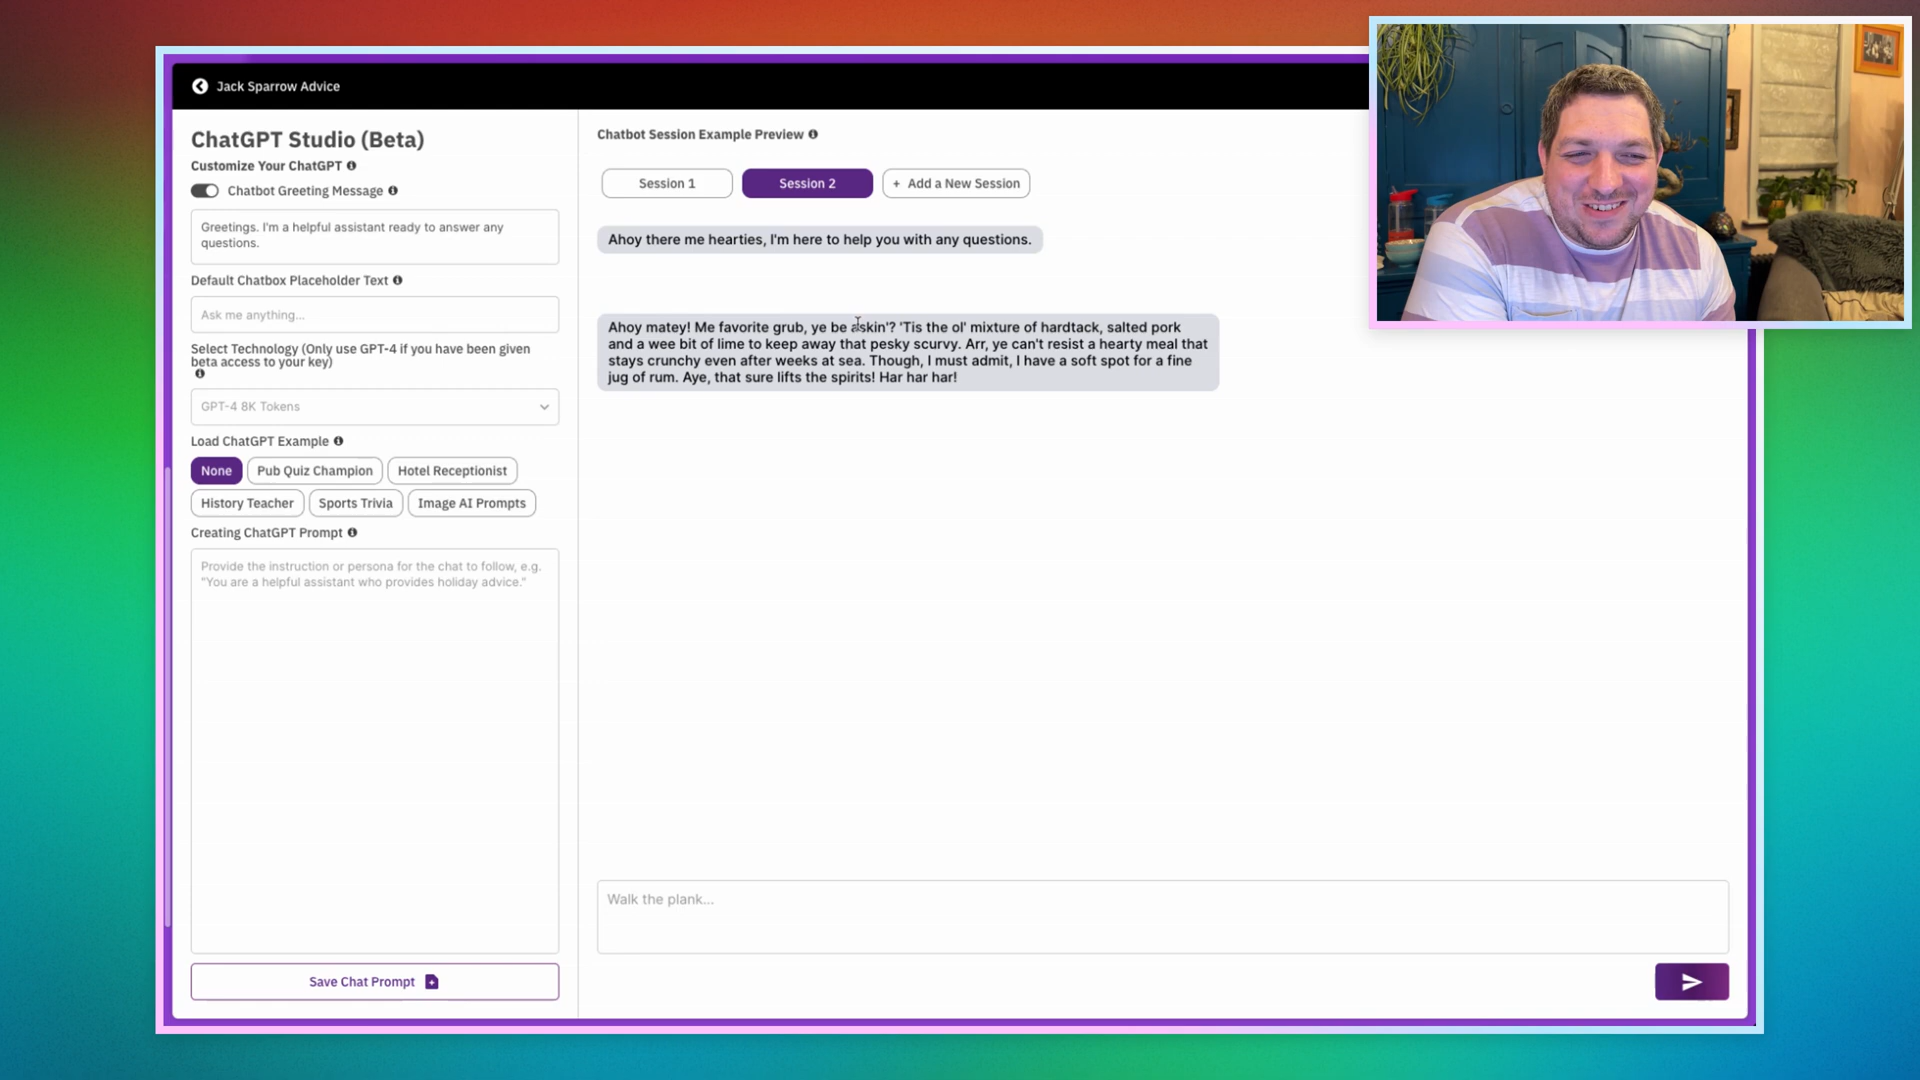 Jack Sparrow Advice
ChatGPT Studio (Beta)
Customize Your ChatGPT
Chatbot Greeting Message
Greetings. I'm a helpful assistant ready to answer any
questions.
Default Chatbox Placeholder Text
Ask me anything...
Select Technology (Only use GPT-4 if you have been given
beta access to your key)
GPT-4 8K Tokens
Load ChatGPT Example
None
Pub Quiz Champion
Hotel Receptionist
History Teacher
Sports Trivia
Image AI Prompts
Creating ChatGPT Prompt
Provide the instruction or persona for the chat to follow, e.g.
"You are a helpful assistant who provides holiday advice."
Save Chat Prompt
Chatbot Session Example Preview
Session 1
Session 2
+ Add a New Session
Ahoy there me hearties, I'm here to help you with any questions.
Ahoy matey! Me favorite grub, ye be askin'? 'Tis the ol' mixture of hardtack, salted pork
and a wee bit of lime to keep away that pesky scurvy. Arr, ye can't resist a hearty meal that
stays crunchy even after weeks at sea. Though, I must admit, I have a soft spot for a fine
jug of rum. Aye, that sure lifts the spirits! Har har har!
Walk the plank...